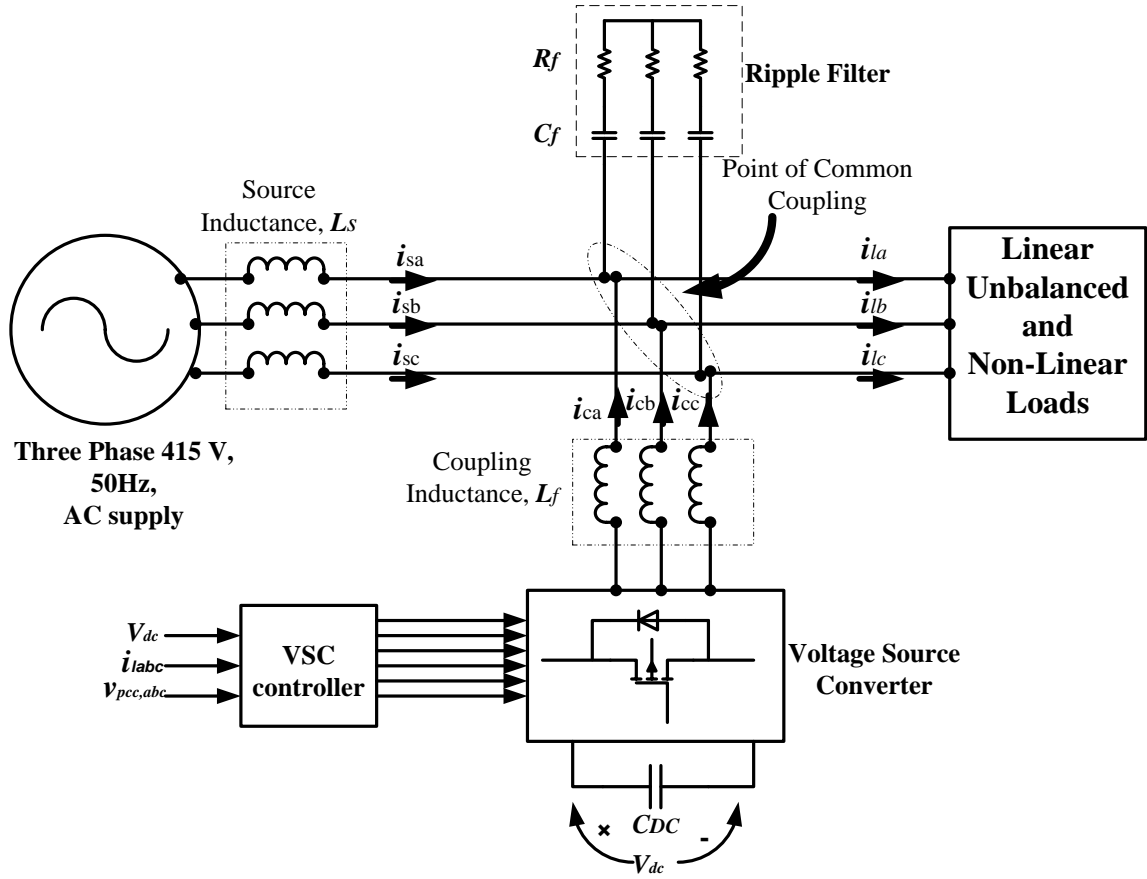 Rf
Ripple Filter
Cf
Point of Common
Coupling
Source
Inductance, Ls
isa
isb
isc
ila
ilb
ilc
Linear
Unbalanced
and
Non-Linear
Loads
ica
icb
icc
Three Phase 415 V,
50Hz,
AC supply
Coupling
Inductance, Lf
Vdc
ilabc
vpcc,abc
VSC
controller
Voltage Source
Converter
CDC
+
-
Vdc